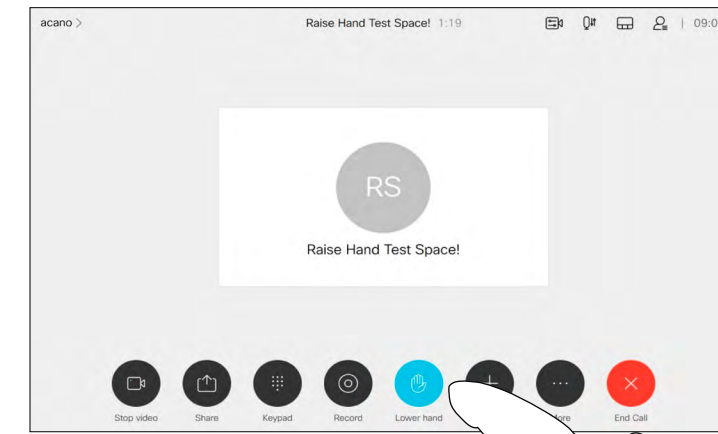 acano >
Raise Hand Test Space! 1:19
09:0
RS
Raise Hand Test Space!
Stop video
Share
Keypad
Record
Lower hand
End Call